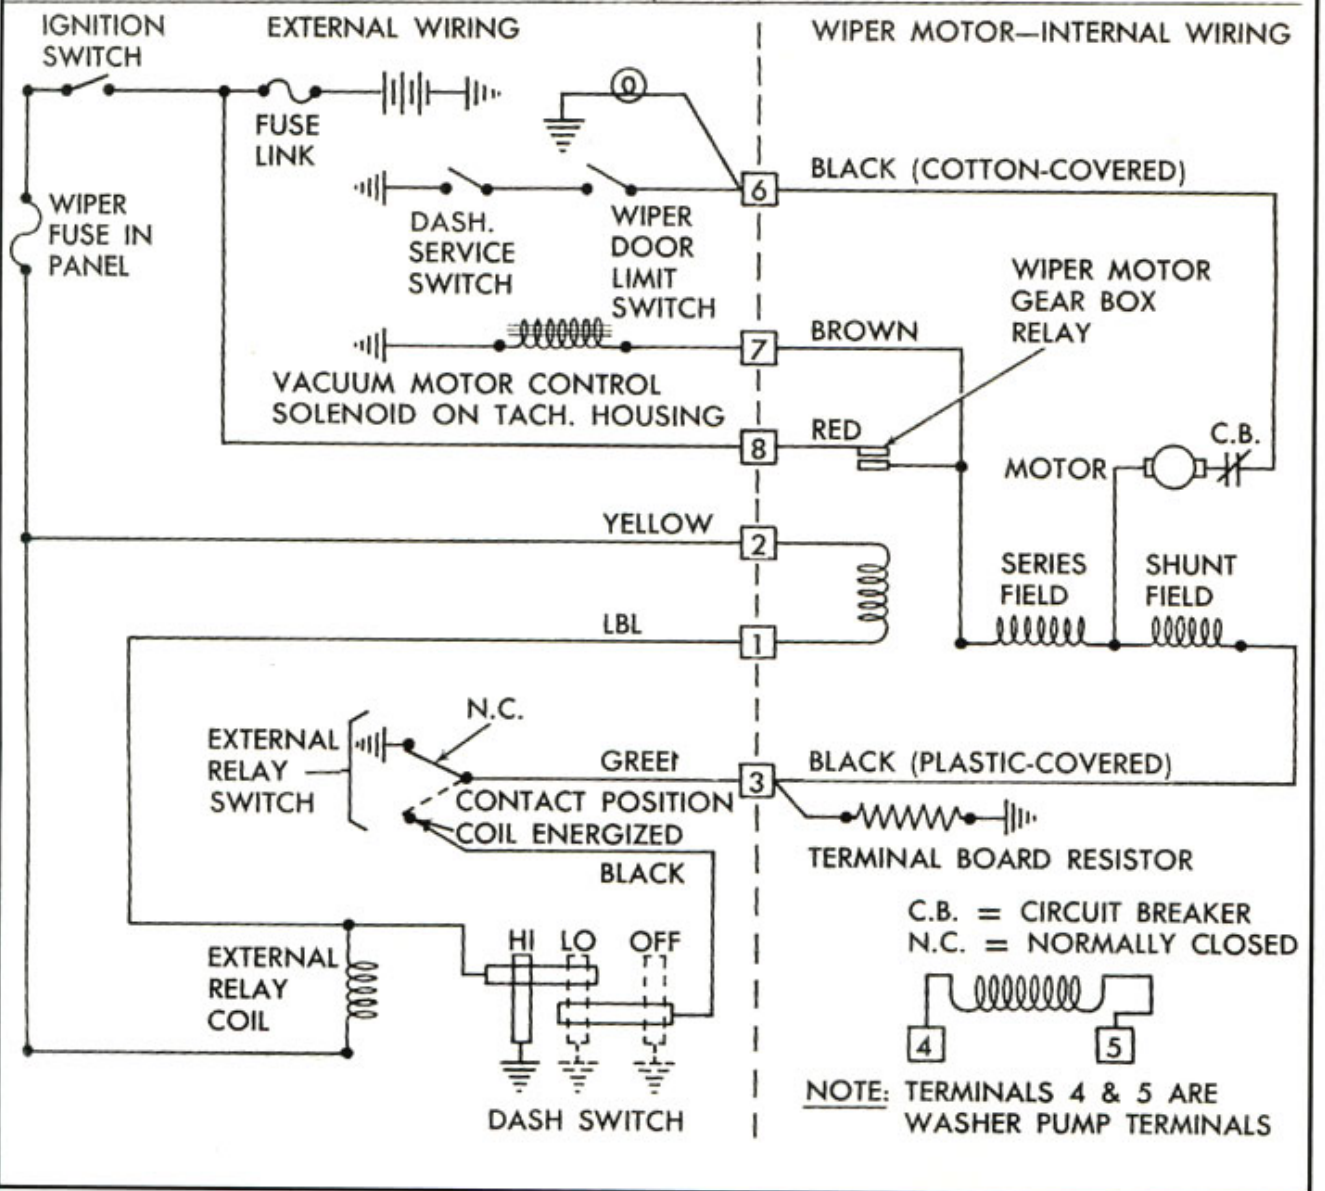 IGNITION
SWITCH
EXTERNAL WIRING
WIPER MOTOR—INTERNAL WIRING
FUSE
LINK
6
BLACK (COTTON-COVERED)
WIPER
FUSE IN
PANEL
DASH.
SERVICE
SWITCH
WIPER
DOOR
LIMIT
SWITCH
WIPER MOTOR
GEAR BOX
RELAY
7
BROWN
VACUUM MOTOR CONTROL
SOLENOID ON TACH. HOUSING
8
RED
C.B.
MOTOR
YELLOW
2
SERIES
FIELD
SHUNT
FIELD
LBL
1
N.C.
EXTERNAL
RELAY
SWITCH
GREEN
3
BLACK (PLASTIC-COVERED)
CONTACT POSITION
COIL ENERGIZED
BLACK
TERMINAL BOARD RESISTOR
C.B. = CIRCUIT BREAKER
N.C. = NORMALLY CLOSED
HI LO OFF
EXTERNAL
RELAY
COIL
4
5
DASH SWITCH
NOTE: TERMINALS 4 & 5 ARE
WASHER PUMP TERMINALS